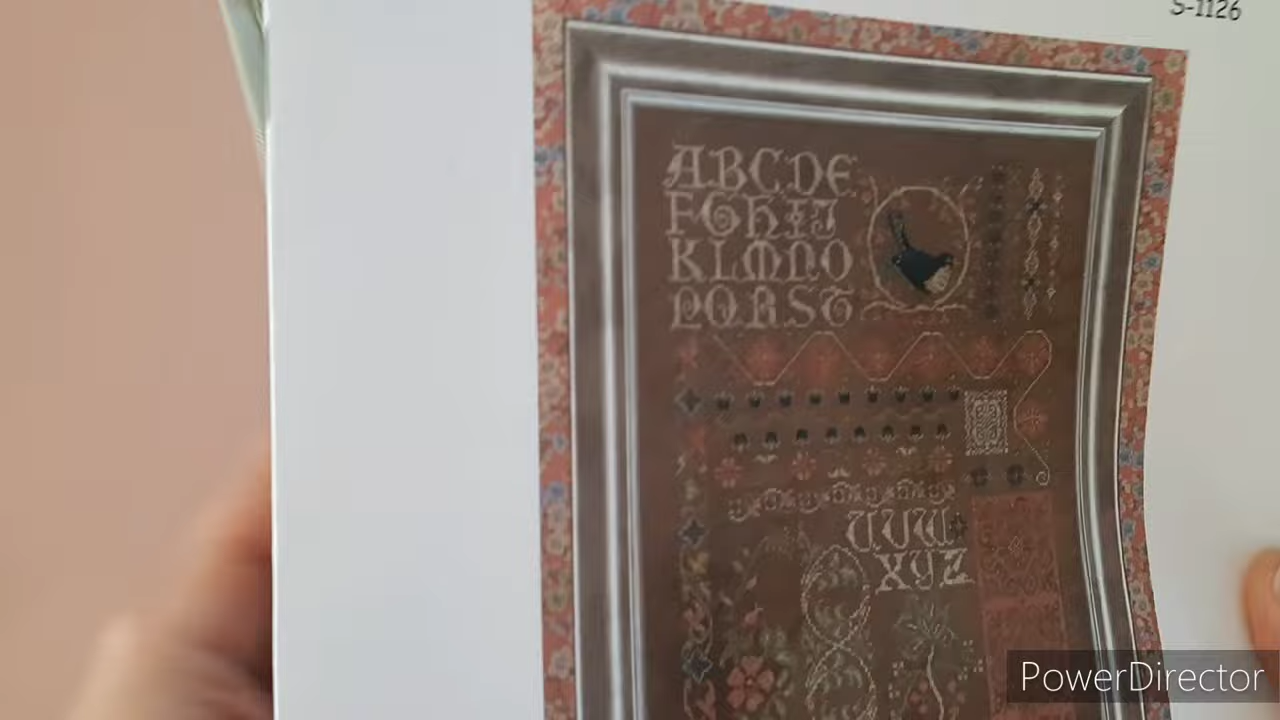 S-1126
ABCDE
FGHIJ
KLMNO
PQRST
UVW
XYZ
PowerDirector